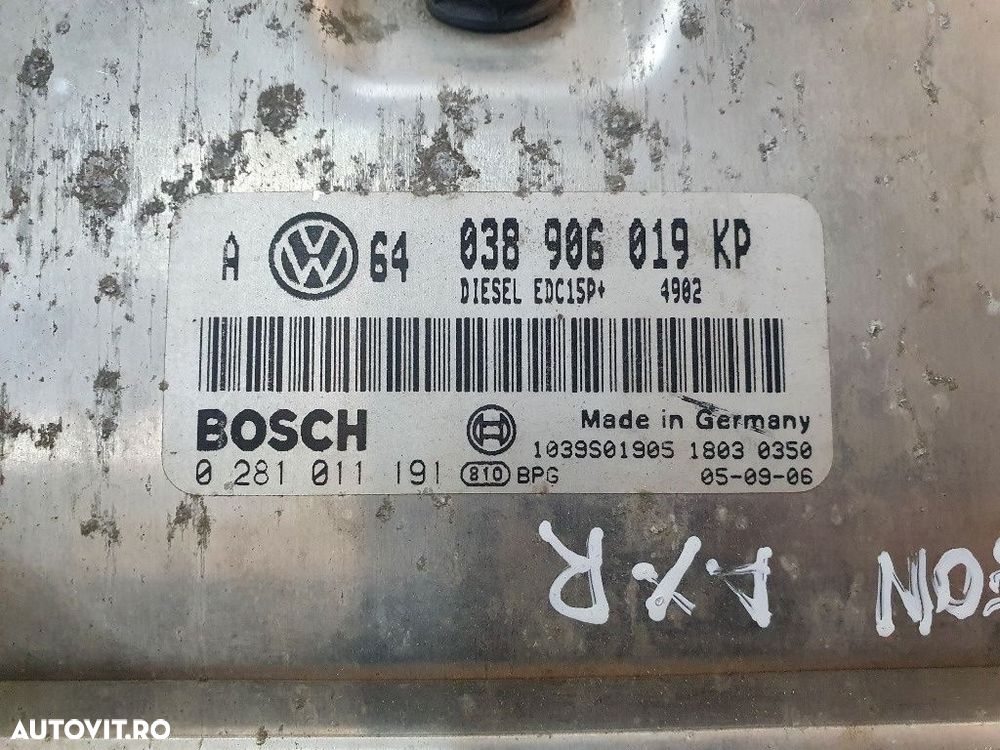 A VW 64 038 906 019 KP
DIESEL EDC15P+ 4902
BOSCH Made in Germany
1039S01905 1803 0350
0 281 011 191 810 BPG 05-09-06
AXR
AUTOVIT.RO